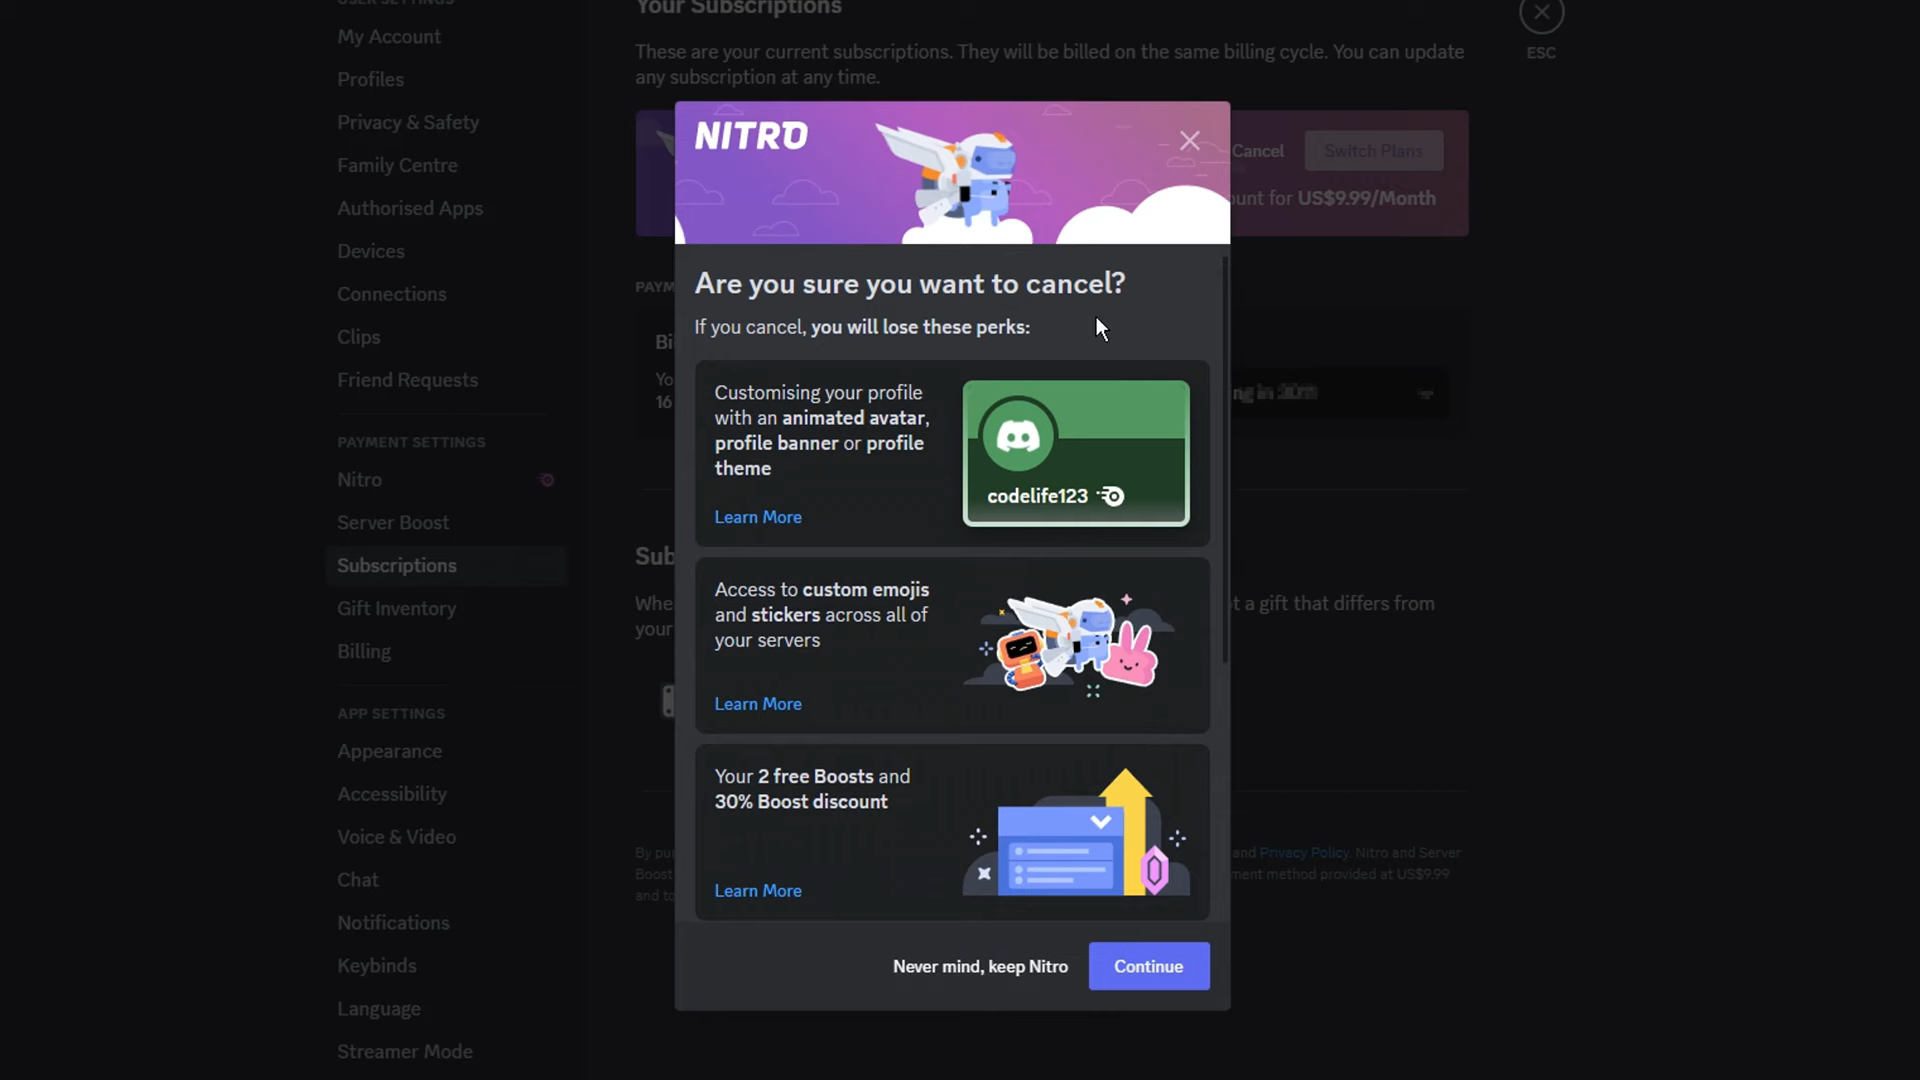 USER SETTINGS
My Account
Profiles
Privacy & Safety
Family Centre
Authorised Apps
Devices
Connections
Clips
Friend Requests
PAYMENT SETTINGS
Nitro
Server Boost
Subscriptions
Gift Inventory
Billing
APP SETTINGS
Appearance
Accessibility
Voice & Video
Chat
Notifications
Keybinds
Language
Streamer Mode
Your Subscriptions
These are your current subscriptions. They will be billed on the same billing cycle. You can update
any subscription at any time.
ESC
Cancel
Switch Plans
for US$9.99/Month
16
a gift that differs from
your
and Privacy Policy. Nitro and Server
Boost
method provided at US$9.99
and
NITRO
Are you sure you want to cancel?
If you cancel, you will lose these perks:
Customising your profile
with an animated avatar,
profile banner or profile
theme
Learn More
codelife123
Access to custom emojis
and stickers across all of
your servers
Learn More
Your 2 free Boosts and
30% Boost discount
Learn More
Never mind, keep Nitro
Continue